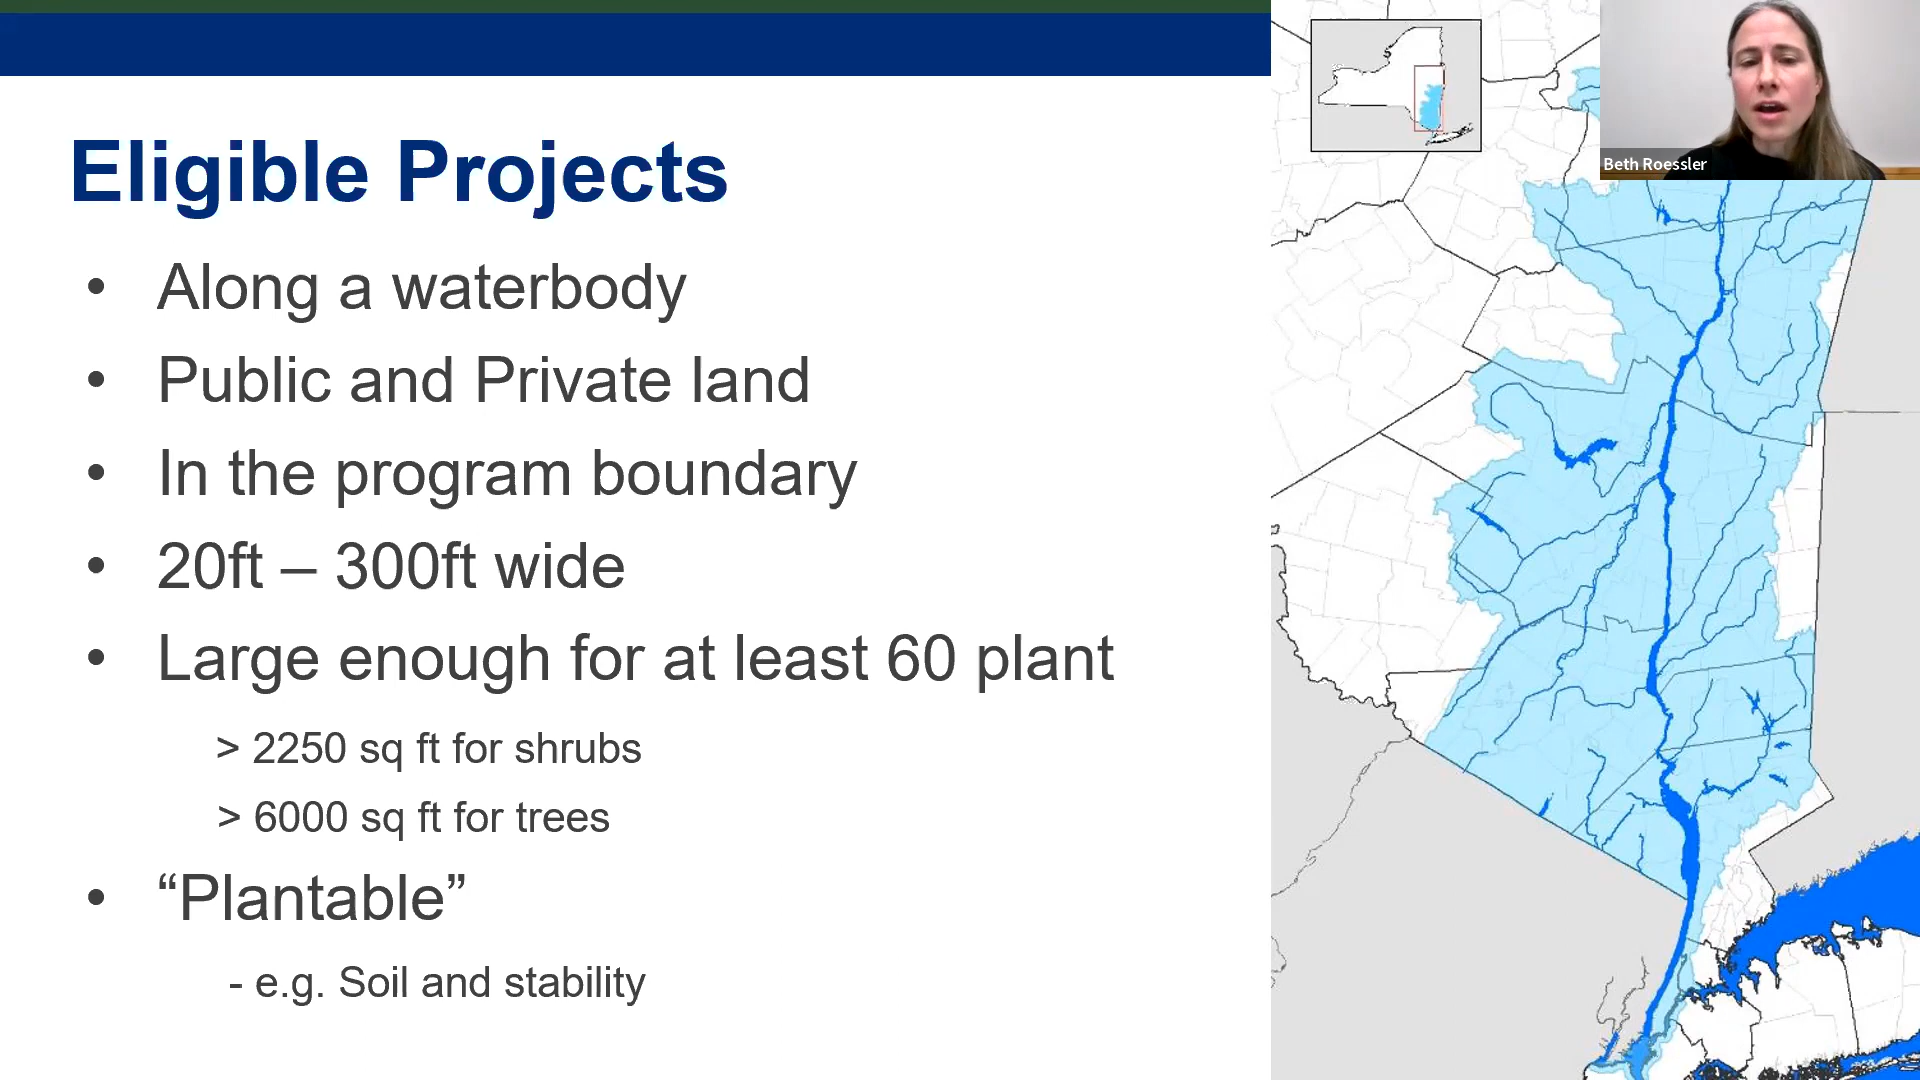 Eligible Projects
• Along a waterbody
• Public and Private land
• In the program boundary
• 20ft – 300ft wide
• Large enough for at least 60 plant
> 2250 sq ft for shrubs
> 6000 sq ft for trees
• “Plantable”
- e.g. Soil and stability
Beth Roessler